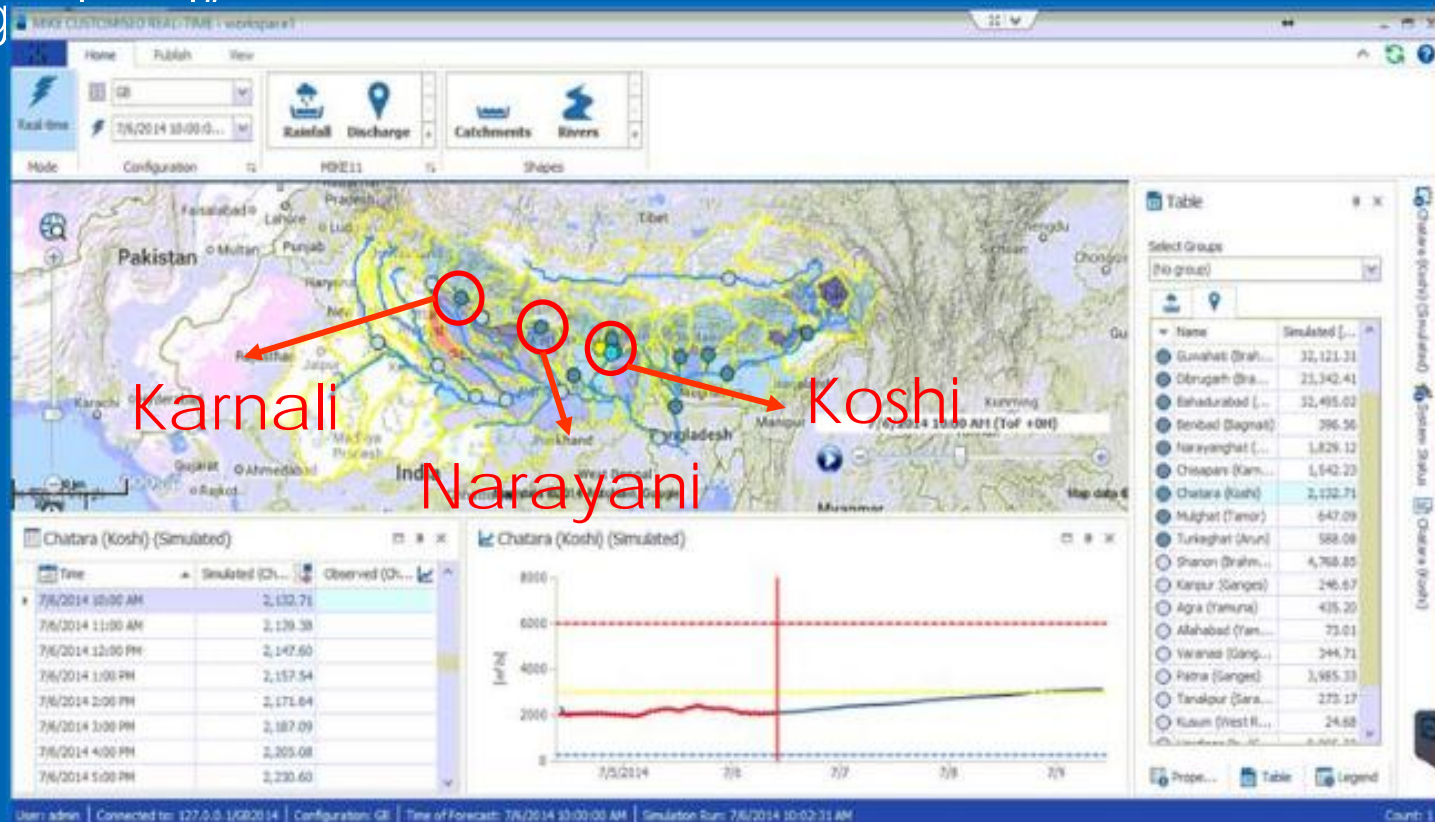 g
MIKE CUSTOMISED REAL-TIME - workspace1
Home Publish View
Real-time
GB
7/6/2014 10:00:0...
Rainfall Discharge
Catchments Rivers
Mode Configuration MIKE11 Shapes
Faisalabad
Lahore
Pradesh
Tibet
Chengdu
Pakistan
Multan
Punjab
Haryana
Karachi
Gujarat
Ahmedabad
Rajkot
Madhya
Pradesh
India
Jharkhand
West Bengal
Bangladesh
Kunming
Myanmar
Map data ©
Karnali
Narayani
Koshi
7/6/2014 10:00 AM (ToF +0H)
Table
Select Groups
(No group)
Name Simulated [...
Guwahati (Brah... 32,121.31
Dibrugarh (Bra... 21,342.41
Bahadurabad (... 32,495.02
Benibad (Bagmati) 396.56
Narayanghat (... 1,829.12
Chisapani (Karn... 1,542.23
Chatara (Koshi) 2,132.71
Mulghat (Tamor) 647.09
Turkeghat (Arun) 588.08
Shanon (Brahm... 4,768.85
Kanpur (Ganges) 246.67
Agra (Yamuna) 435.20
Allahabad (Yam... 73.01
Varanasi (Gang... 344.71
Patna (Ganges) 3,985.33
Tanakpur (Sara... 273.17
Kusum (West R... 24.68
Prope... Table Legend
Chatara (Koshi) (Simulated)
System Status
Chatara (Koshi)
Chatara (Koshi) (Simulated)
Time Simulated (Ch... Observed (Ch...
7/6/2014 10:00 AM 2,132.71
7/6/2014 11:00 AM 2,139.38
7/6/2014 12:00 PM 2,147.60
7/6/2014 1:00 PM 2,157.54
7/6/2014 2:00 PM 2,171.64
7/6/2014 3:00 PM 2,187.09
7/6/2014 4:00 PM 2,205.08
7/6/2014 5:00 PM 2,230.60
Chatara (Koshi) (Simulated)
8000
6000
4000
2000
0
[m³/s]
7/5/2014 7/6 7/7 7/8 7/9
User: admin Connected to: 127.0.0.1/GB2014 Configuration: GB Time of Forecast: 7/6/2014 10:00:00 AM Simulation Run: 7/6/2014 10:02:31 AM Count: 1